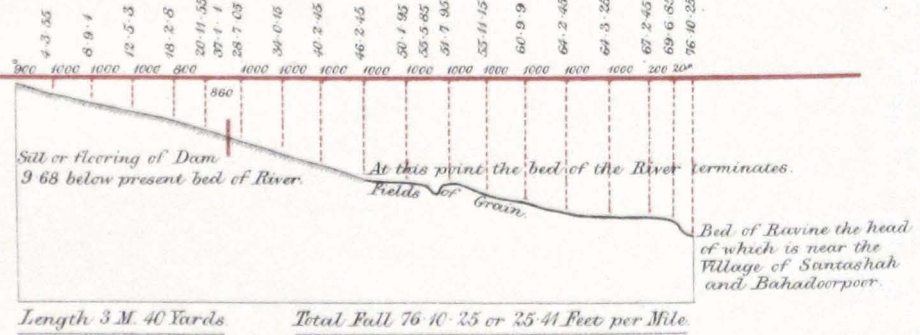 4·3·55 8·9·4 12·5·3 18·2·8 20·11·55 37·1·1 28·7·05 34·0·15 40·2·45 46·2·45 50·1·95 55·5·85 51·7·95 55·11·15 60·9·9 64·2·45 64·3·25 67·2·45 69·6·65 76·10·25
900 1000 1000 1000 800 1000 1000 1000 1000 1000 1000 1000 1000 1000 1000 200
860
Sill or flooring of Dam
9 68 below present bed of River.
At this point the bed of the River terminates.
Fields of Grain.
Bed of Ravine the head
of which is near the
Village of Santashah
and Bahadoorpoor.
Length 3 M. 40 Yards. Total Fall 76·10·25 or 25·41 Feet per Mile.